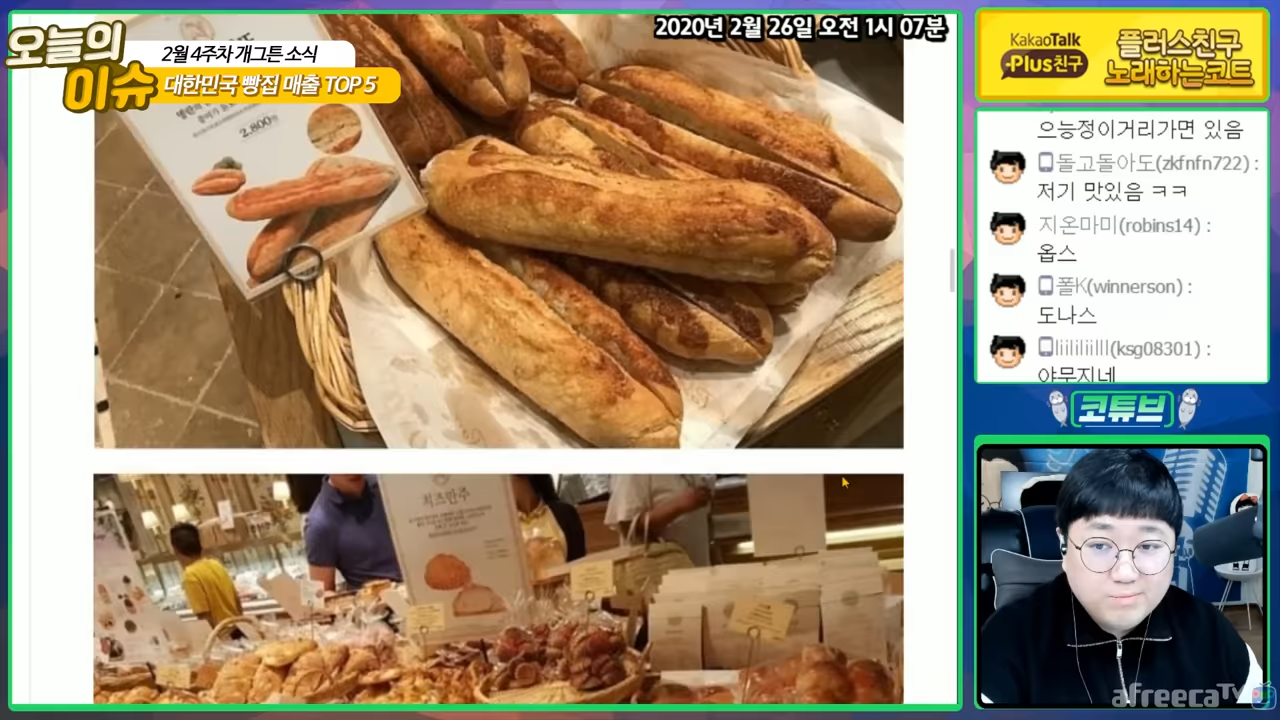 오늘의
이슈
2월 4주차 개그튼 소식
대한민국 빵집 매출 TOP 5
2020년 2월 26일 오전 1시 07분
2,800
치즈만주
KakaoTalk
Plus친구
플러스친구
노래하는코트
으능정이거리가면 있음
돌고돌아도(zkfnfn722) :
저기 맛있음 ㅋㅋ
지온마미(robins14) :
옵스
폴K(winnerson) :
도나스
(ksg08301) :
야무지네
코튜브
afreecaTV